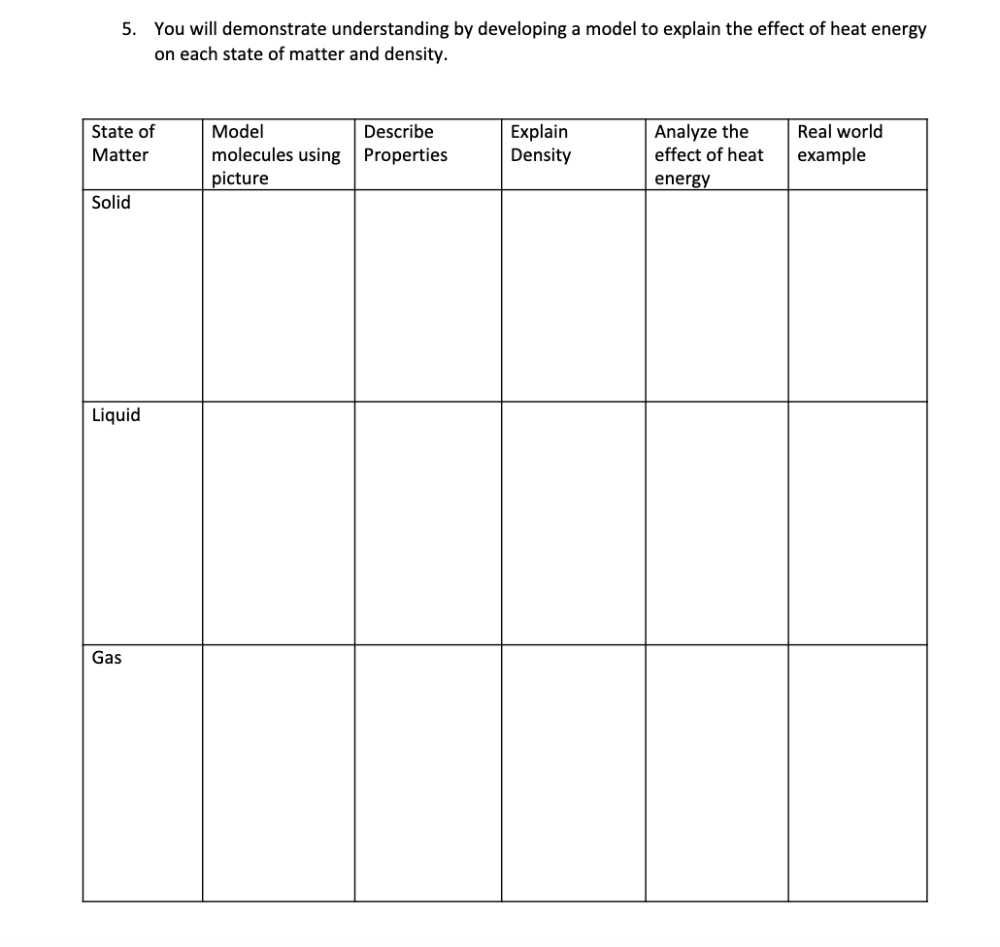 5. You will demonstrate understanding by developing a model to explain the effect of heat energy
on each state of matter and density.
State of
Matter
Model
molecules using
picture
Describe
Properties
Explain
Density
Analyze the
effect of heat
energy
Real world
example
Solid
Liquid
Gas